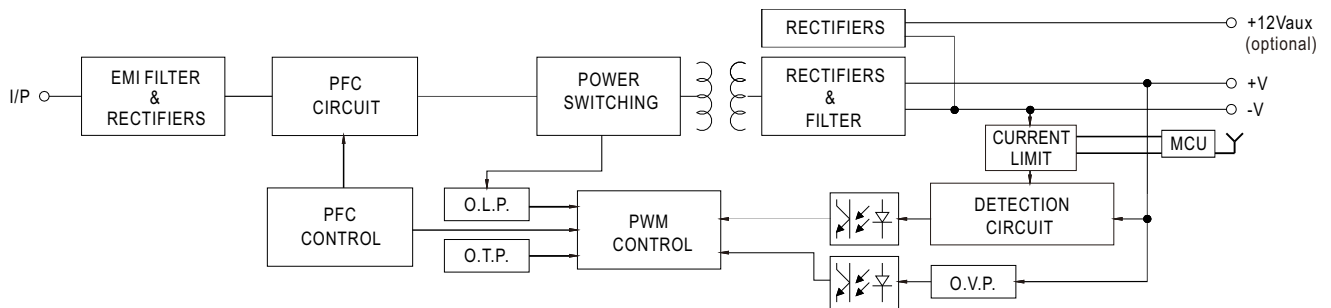 RECTIFIERS
+12Vaux
(optional)
I/P
EMI FILTER
&
RECTIFIERS
PFC
CIRCUIT
POWER
SWITCHING
RECTIFIERS
&
FILTER
+V
-V
CURRENT
LIMIT
MCU
PFC
CONTROL
O.L.P.
O.T.P.
PWM
CONTROL
DETECTION
CIRCUIT
O.V.P.